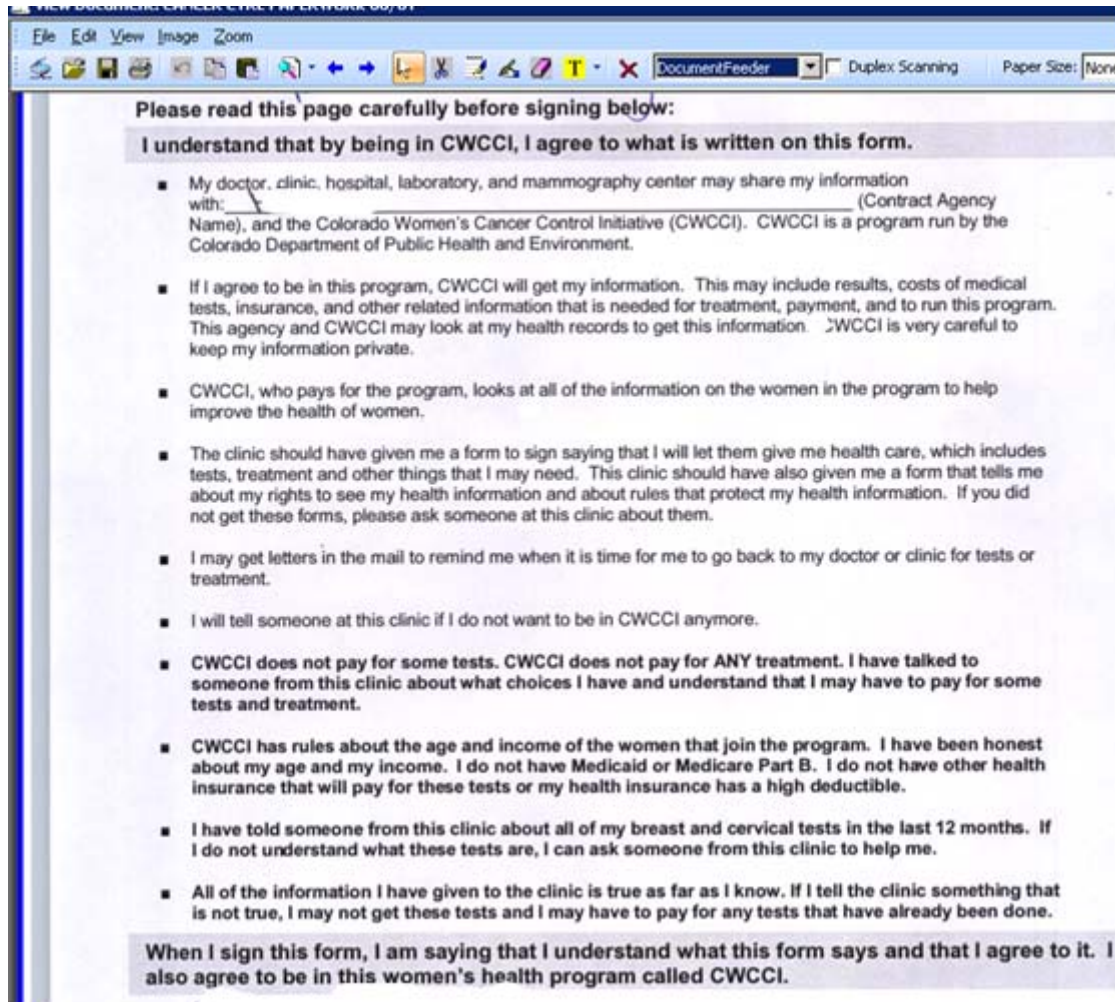 File Edit View Image Zoom
DocumentFeeder Duplex Scanning Paper Size: None
Please read this page carefully before signing below:
I understand that by being in CWCCI, I agree to what is written on this form.
■ My doctor, clinic, hospital, laboratory, and mammography center may share my information
with: (Contract Agency
Name), and the Colorado Women's Cancer Control Initiative (CWCCI). CWCCI is a program run by the
Colorado Department of Public Health and Environment.
■ If I agree to be in this program, CWCCI will get my information. This may include results, costs of medical
tests, insurance, and other related information that is needed for treatment, payment, and to run this program.
This agency and CWCCI may look at my health records to get this information. CWCCI is very careful to
keep my information private.
■ CWCCI, who pays for the program, looks at all of the information on the women in the program to help
improve the health of women.
■ The clinic should have given me a form to sign saying that I will let them give me health care, which includes
tests, treatment and other things that I may need. This clinic should have also given me a form that tells me
about my rights to see my health information and about rules that protect my health information. If you did
not get these forms, please ask someone at this clinic about them.
■ I may get letters in the mail to remind me when it is time for me to go back to my doctor or clinic for tests or
treatment.
■ I will tell someone at this clinic if I do not want to be in CWCCI anymore.
■ CWCCI does not pay for some tests. CWCCI does not pay for ANY treatment. I have talked to
someone from this clinic about what choices I have and understand that I may have to pay for some
tests and treatment.
■ CWCCI has rules about the age and income of the women that join the program. I have been honest
about my age and my income. I do not have Medicaid or Medicare Part B. I do not have other health
insurance that will pay for these tests or my health insurance has a high deductible.
■ I have told someone from this clinic about all of my breast and cervical tests in the last 12 months. If
I do not understand what these tests are, I can ask someone from this clinic to help me.
■ All of the information I have given to the clinic is true as far as I know. If I tell the clinic something that
is not true, I may not get these tests and I may have to pay for any tests that have already been done.
When I sign this form, I am saying that I understand what this form says and that I agree to it. I
also agree to be in this women's health program called CWCCI.